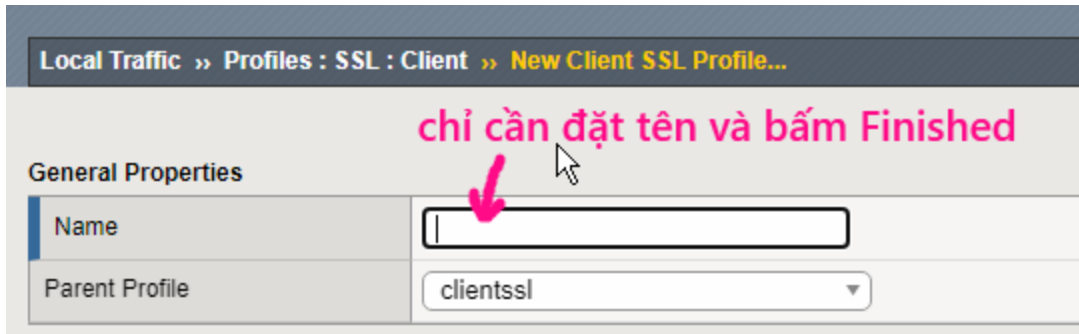 Local Traffic ›› Profiles : SSL : Client ›› New Client SSL Profile...
chỉ cần đặt tên và bấm Finished
General Properties
Name
Parent Profile clientssl